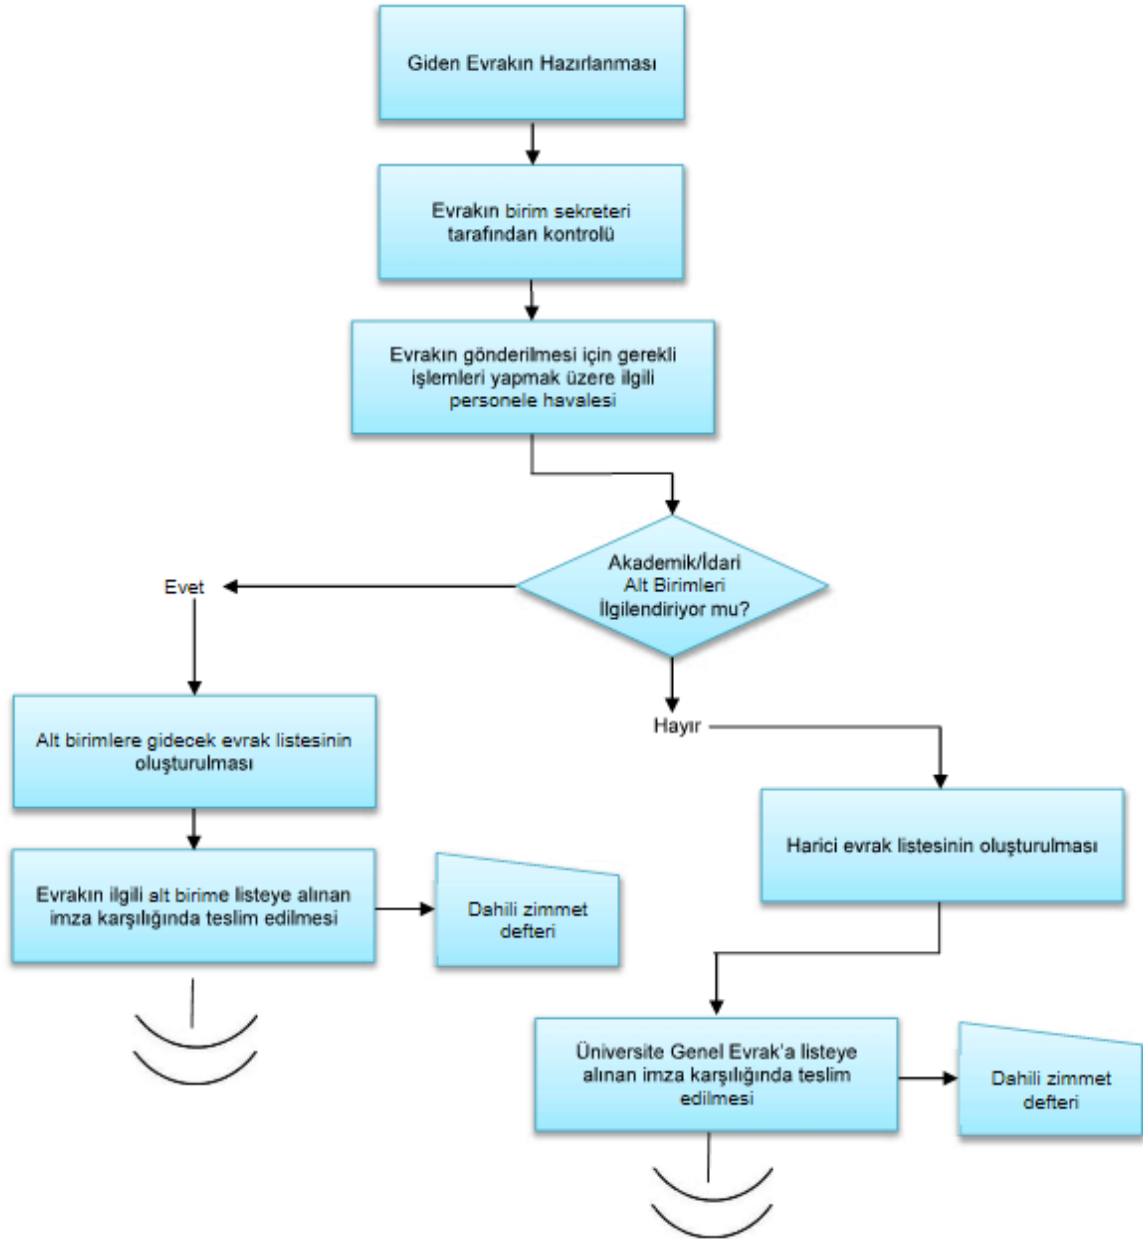 Giden Evrakın Hazırlanması
Evrakın birim sekreteri
tarafından kontrolü
Evrakın gönderilmesi için gerekli
işlemleri yapmak üzere ilgili
personele havalesi
Akademik/İdari
Alt Birimleri
İlgilendiriyor mu?
Evet
Hayır
Alt birimlere gidecek evrak listesinin
oluşturulması
Harici evrak listesinin oluşturulması
Evrakın ilgili alt birime listeye alınan
imza karşılığında teslim edilmesi
Dahili zimmet
defteri
Üniversite Genel Evrak'a listeye
alınan imza karşılığında teslim
edilmesi
Dahili zimmet
defteri